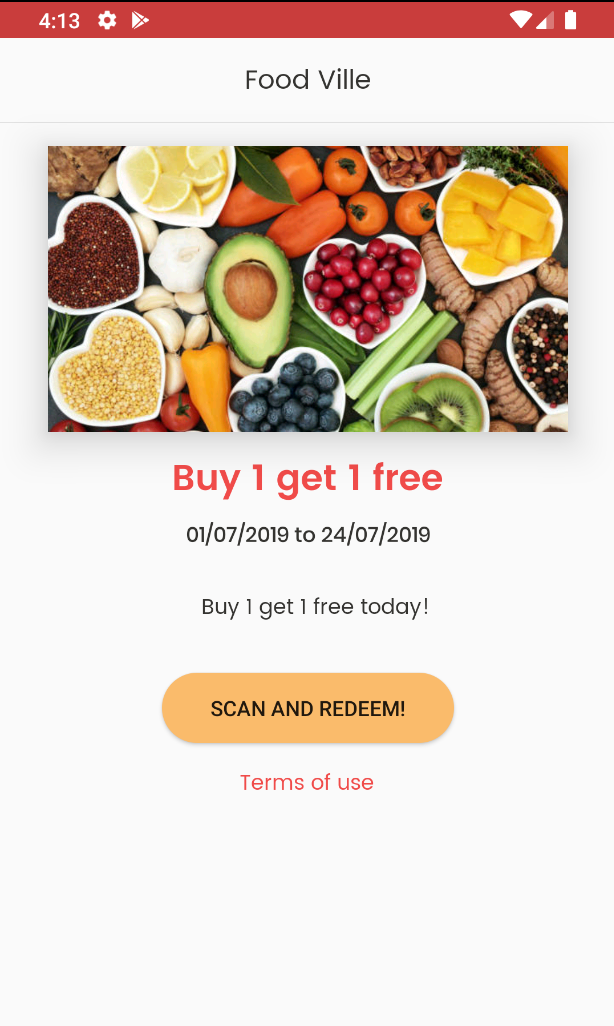 4:13
Food Ville
Buy 1 get 1 free
01/07/2019 to 24/07/2019
Buy 1 get 1 free today!
SCAN AND REDEEM!
Terms of use